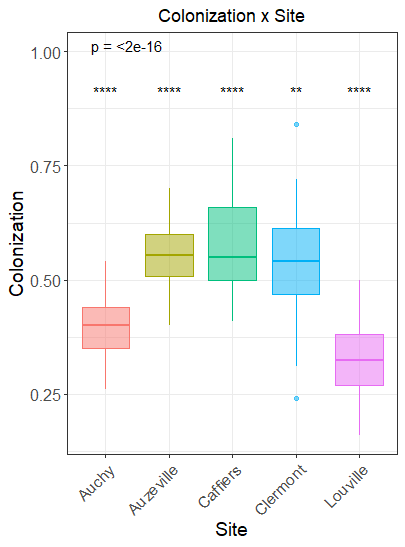 Colonization x Site
p = <2e-16
**** **** **** ** ****
1.00
0.75
0.50
0.25
Colonization
Auchy Auzeville Caffiers Clermont Louville
Site